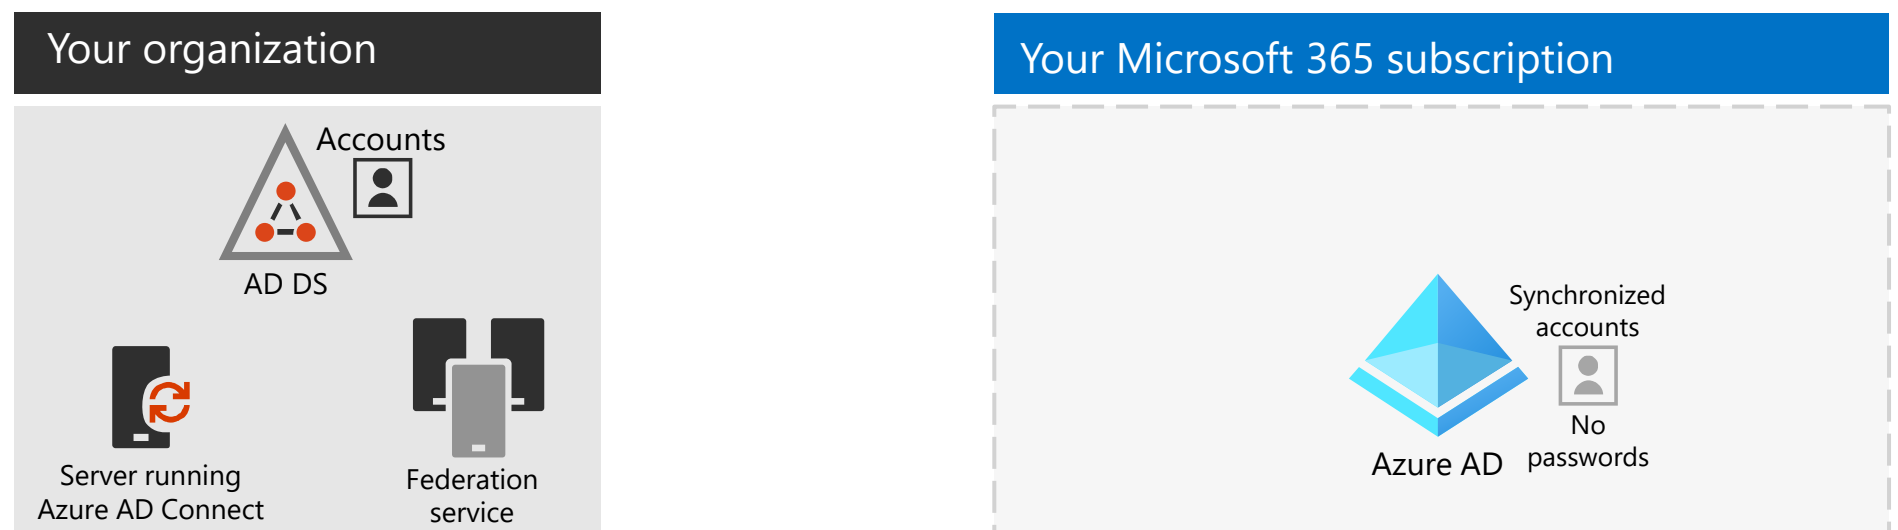 Your organization
Accounts
AD DS
Server running
Azure AD Connect
Federation
service
Your Microsoft 365 subscription
Synchronized
accounts
No
passwords
Azure AD